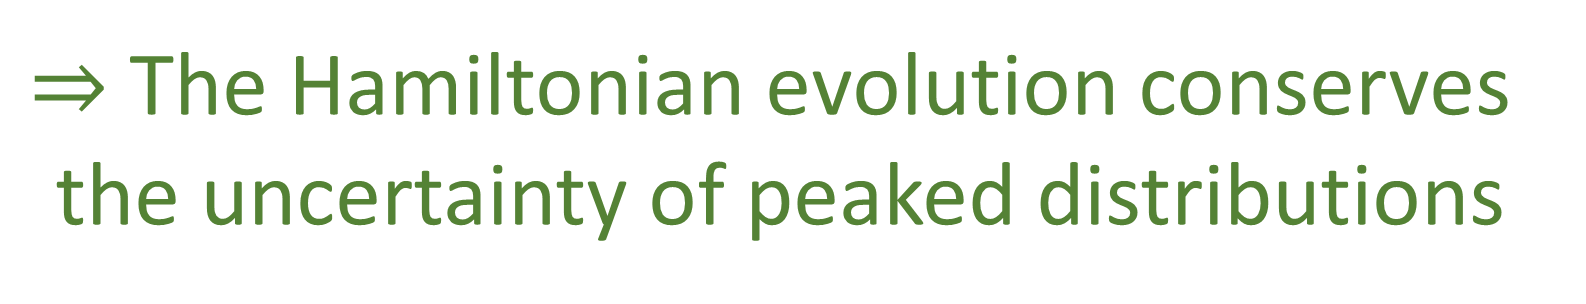 ⇒ The Hamiltonian evolution conserves
the uncertainty of peaked distributions